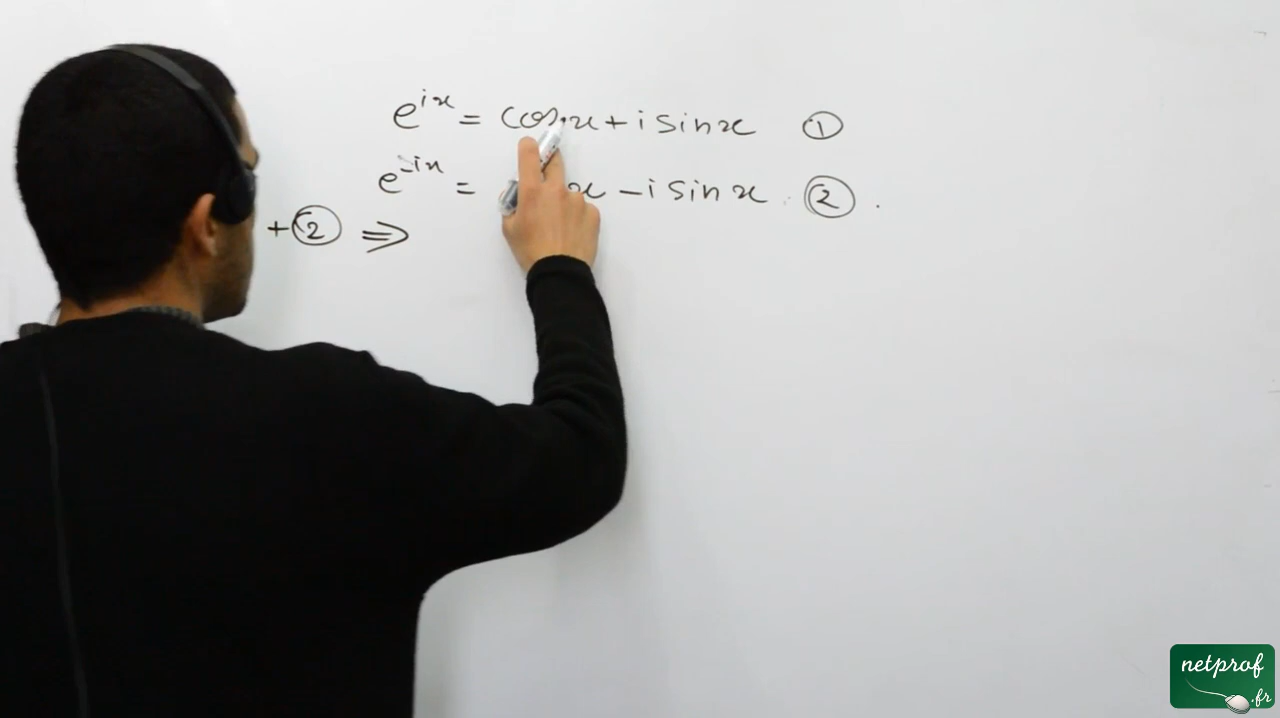 e^ix = cos x + i sin x ①
e^-ix = x - i sin x ②.
+ ② ⇒
netprof
.fr